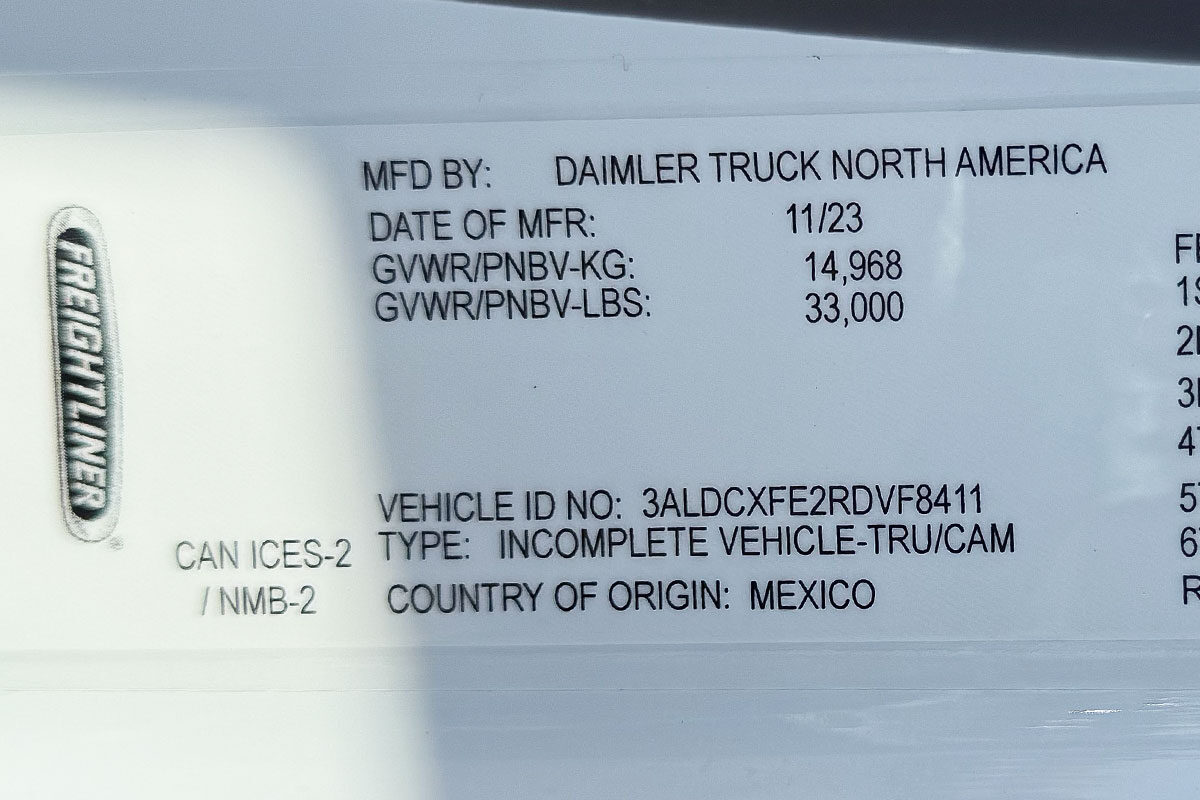 FREIGHTLINER
MFD BY: DAIMLER TRUCK NORTH AMERICA
DATE OF MFR: 11/23
GVWR/PNBV-KG: 14,968
GVWR/PNBV-LBS: 33,000
VEHICLE ID NO: 3ALDCXFE2RDVF8411
CAN ICES-2 TYPE: INCOMPLETE VEHICLE-TRU/CAM
/ NMB-2 COUNTRY OF ORIGIN: MEXICO